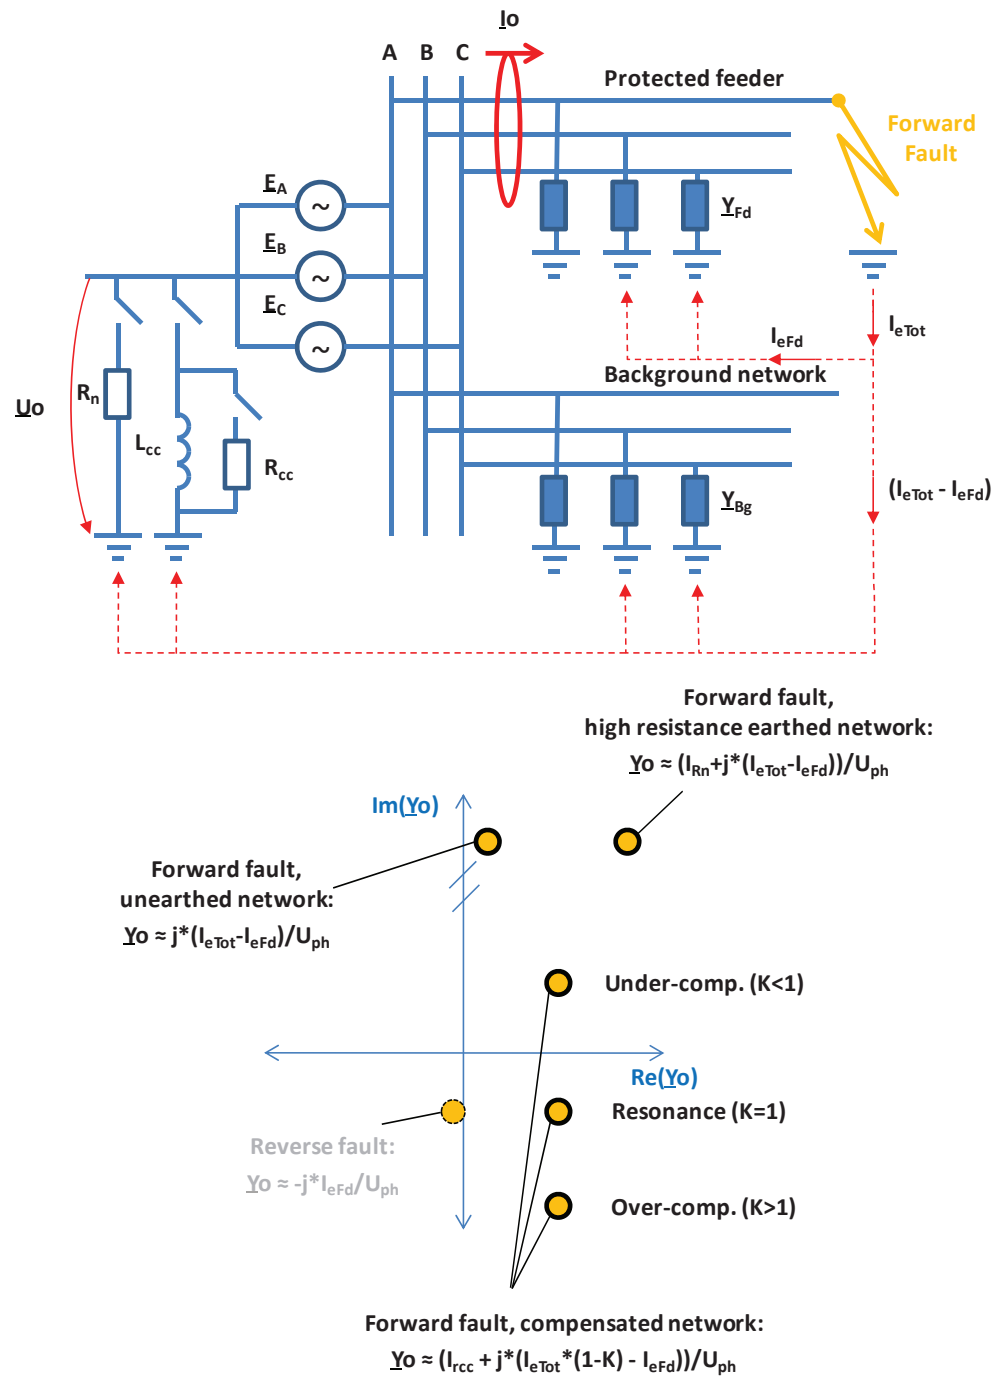 Io
A B C
Protected feeder
Forward
Fault
EA
YFd
EB
EC
IeTot
IeFd
Background network
Rn
Uo
Lcc
Rcc
YBg
(IeTot - IeFd)
~
~
~
Forward fault,
high resistance earthed network:
Yo ≈ (IRn+j*(IeTot-IeFd))/Uph
Im(Yo)
Forward fault,
unearthed network:
Yo ≈ j*(IeTot-IeFd)/Uph
Under-comp. (K<1)
Re(Yo)
Resonance (K=1)
Reverse fault:
Yo ≈ -j*IeFd/Uph
Over-comp. (K>1)
Forward fault, compensated network:
Yo ≈ (Ircc + j*(IeTot*(1-K) - IeFd))/Uph